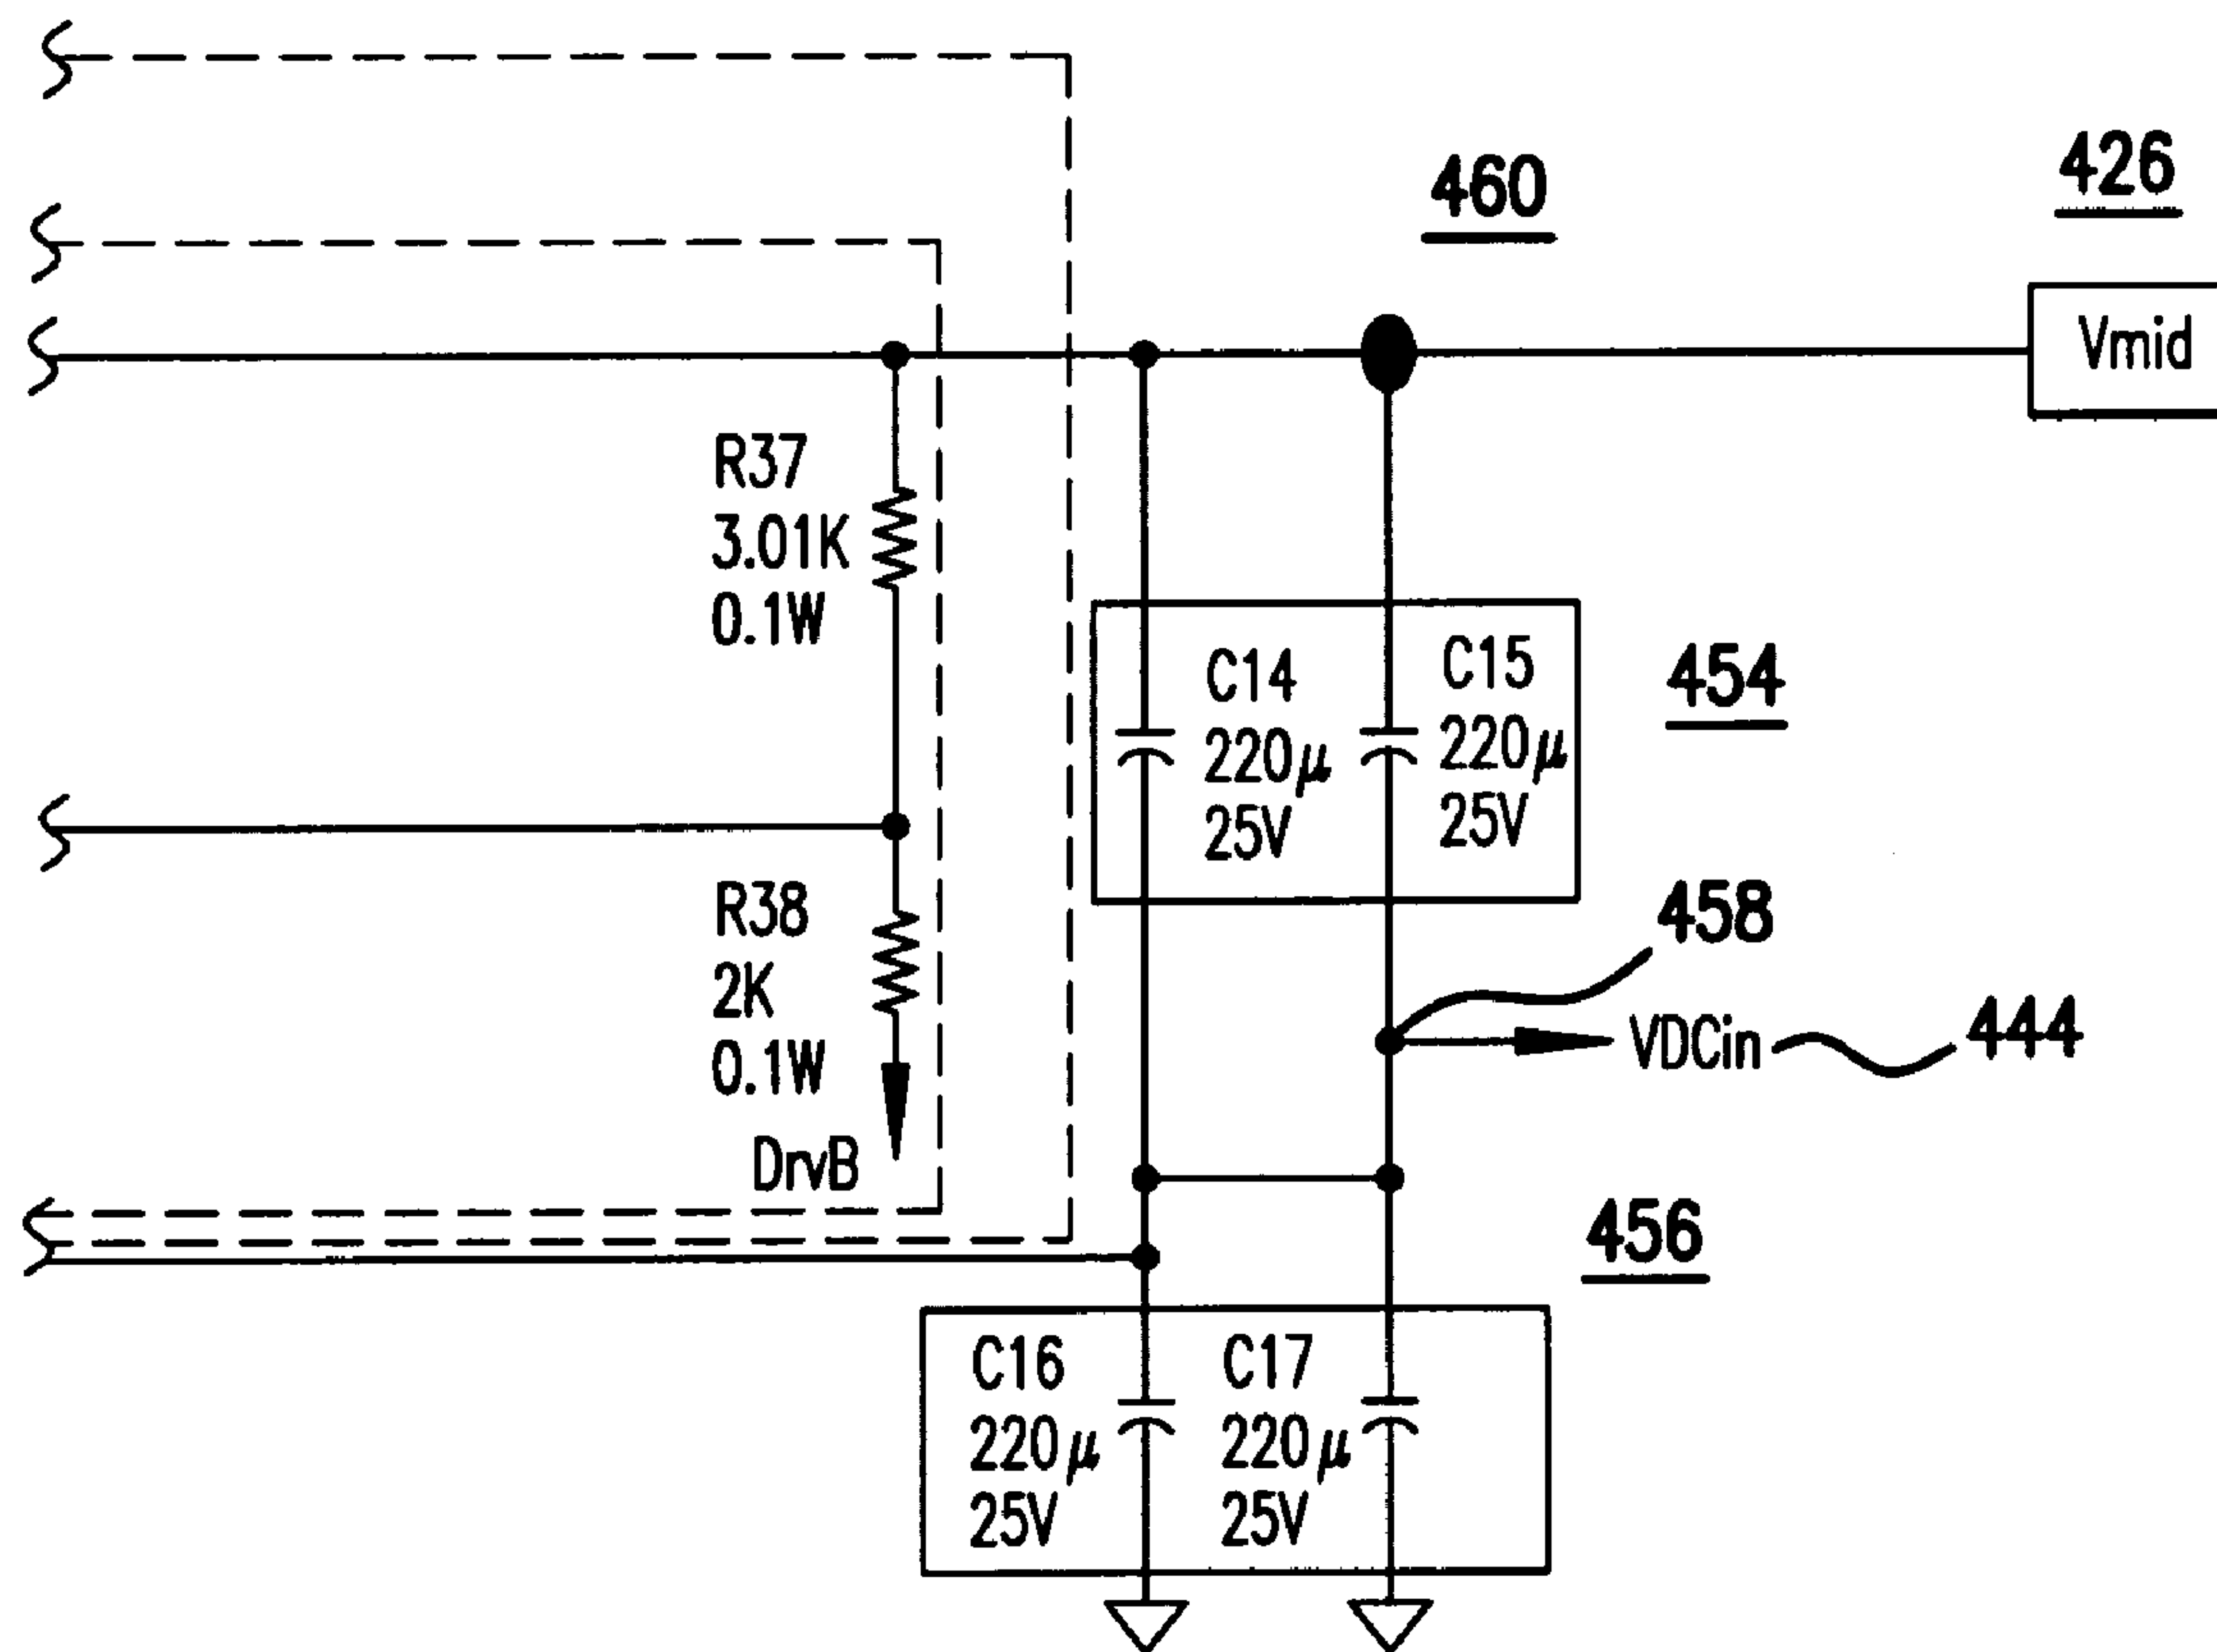 426
460
Vmid
R37
3.01K
0.1W
C14
220μ
25V
C15
220μ
25V
454
458
R38
2K
0.1W
VDCin
444
DrvB
456
C16
220μ
25V
C17
220μ
25V